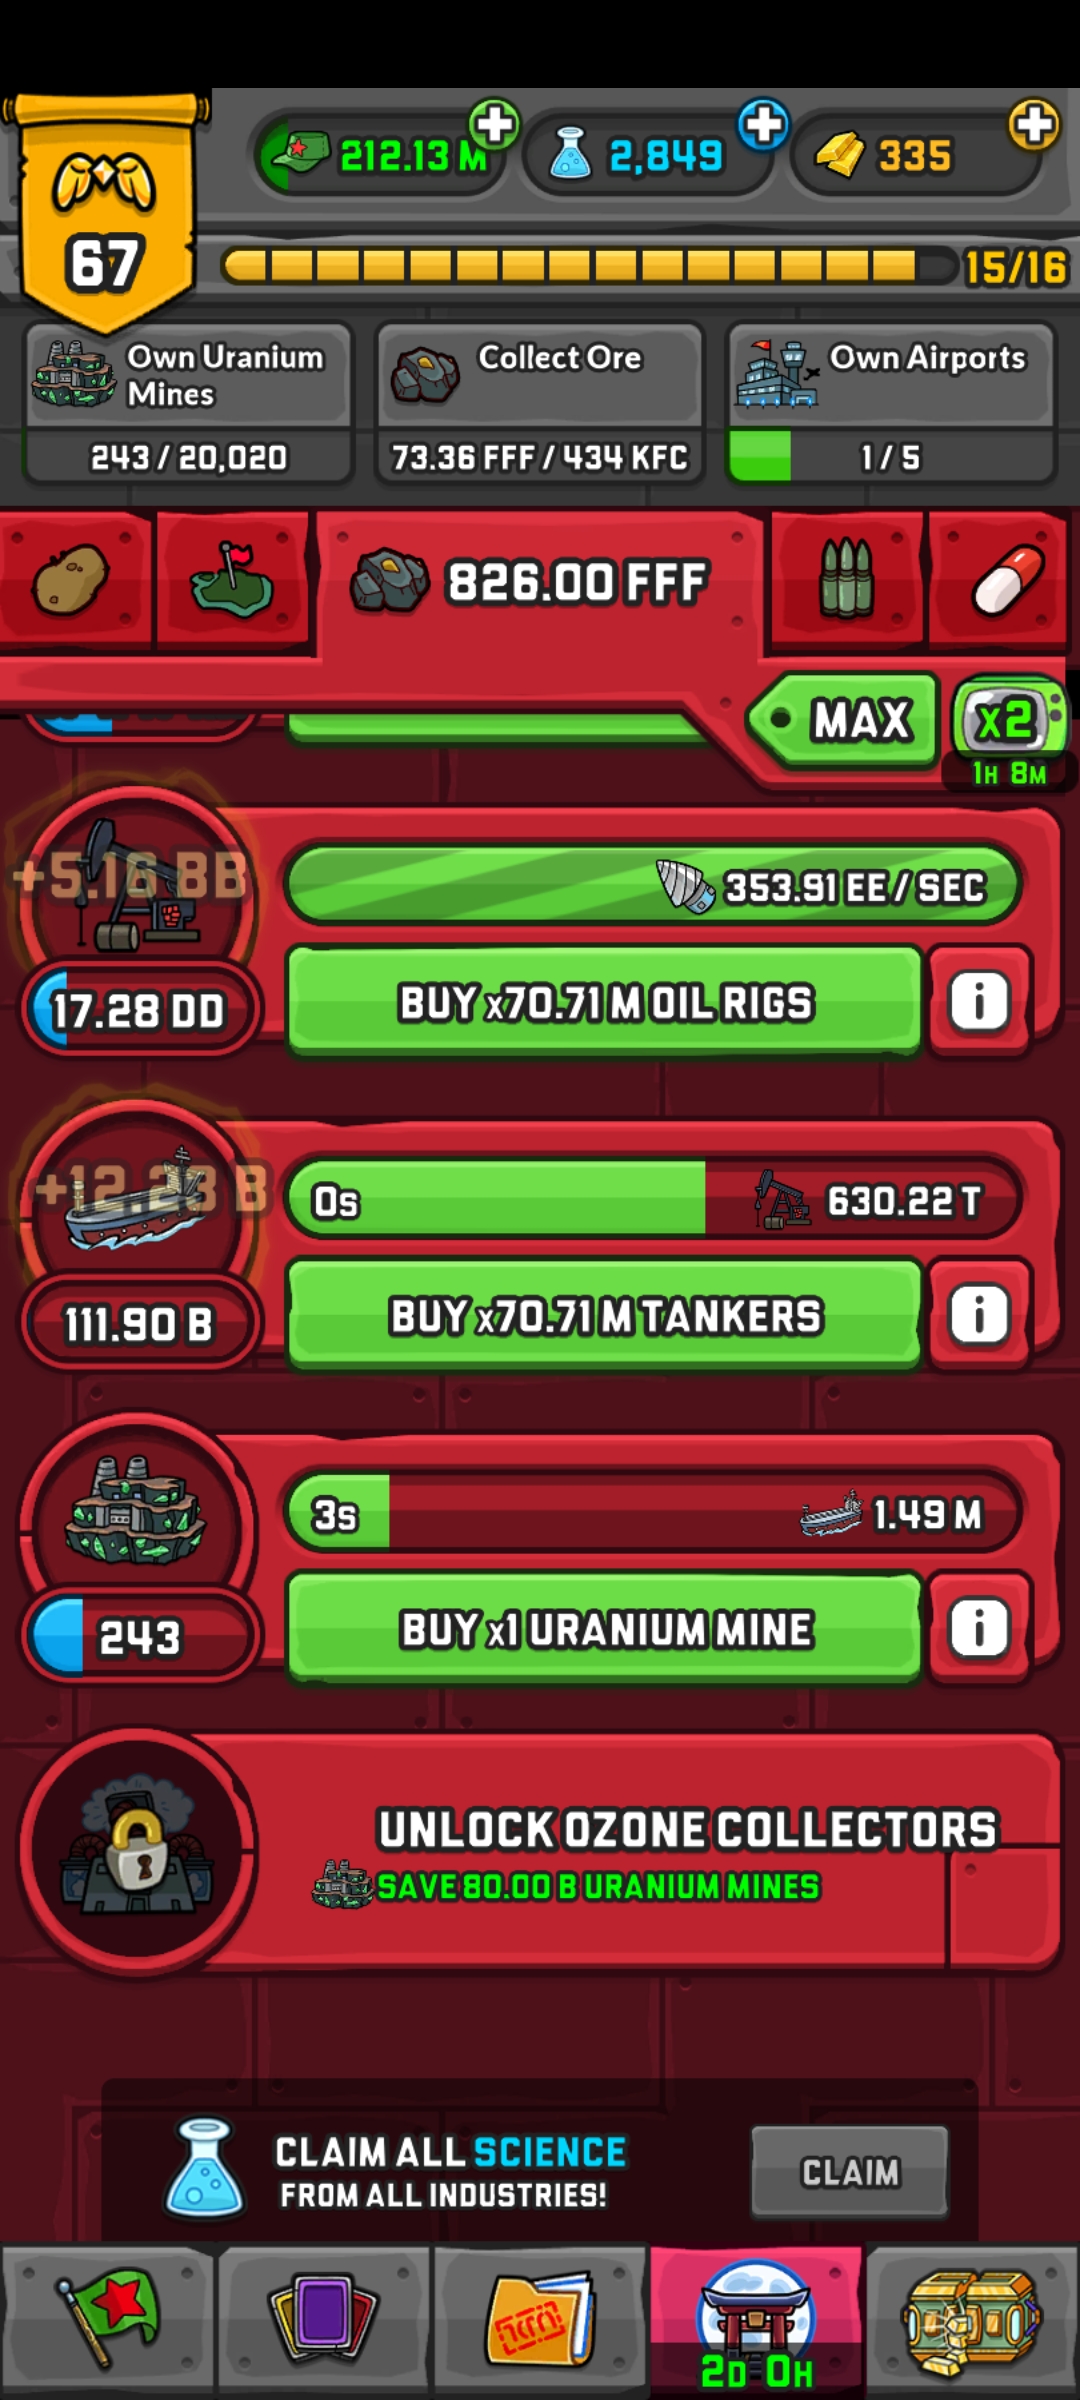 212.13 M
2,849
335
67
15/16
Own Uranium
Mines
Collect Ore
Own Airports
243 / 20,020
73.36 FFF / 434 KFC
1 / 5
826.00 FFF
MAX
x2
1H 8M
+5.16 BB
353.91 EE / SEC
17.28 DD
BUY x70.71 M OIL RIGS
i
+12.23 B
0s
630.22 T
111.90 B
BUY x70.71 M TANKERS
i
3s
1.49 M
243
BUY x1 URANIUM MINE
i
UNLOCK OZONE COLLECTORS
SAVE 80.00 B URANIUM MINES
CLAIM ALL SCIENCE
FROM ALL INDUSTRIES!
CLAIM
2D 0H